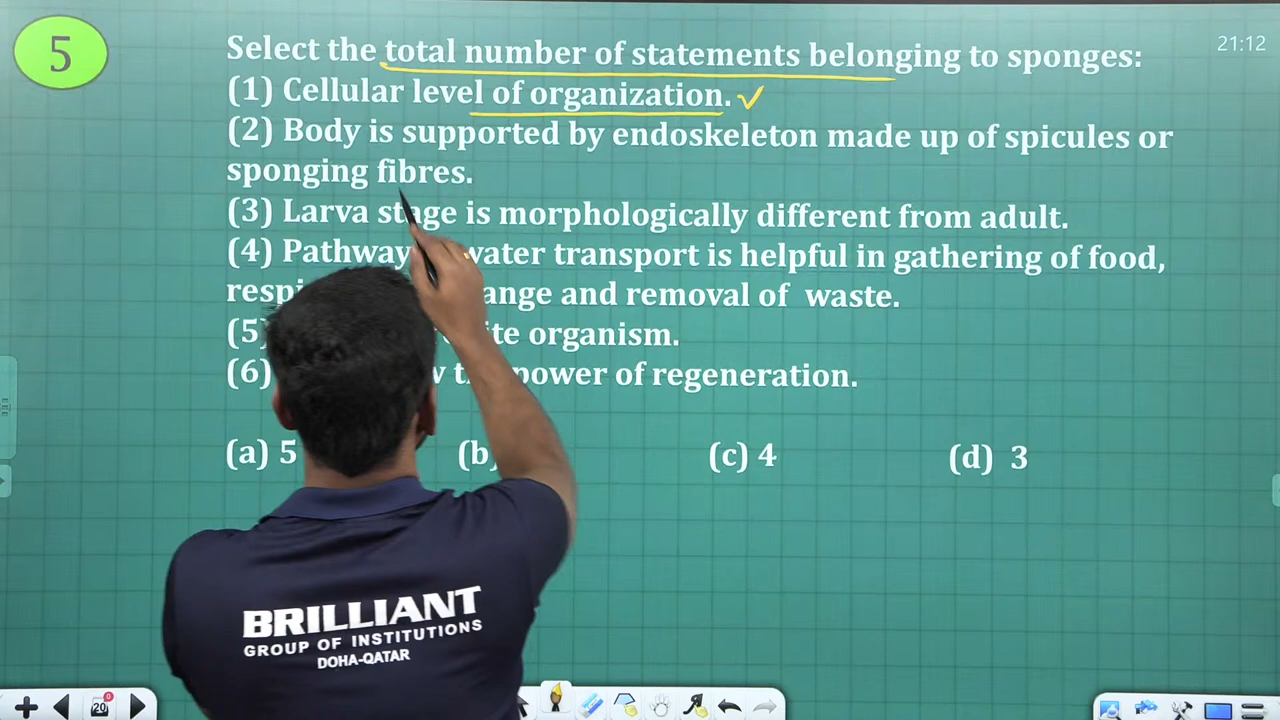 5
21:12
Select the total number of statements belonging to sponges:
(1) Cellular level of organization.
(2) Body is supported by endoskeleton made up of spicules or
sponging fibres.
(3) Larva stage is morphologically different from adult.
(4) Pathway water transport is helpful in gathering of food,
and removal of waste.
(5) organism.
(6) power of regeneration.
(a) 5 (b) (c) 4 (d) 3
BRILLIANT
GROUP OF INSTITUTIONS
DOHA-QATAR
20
0